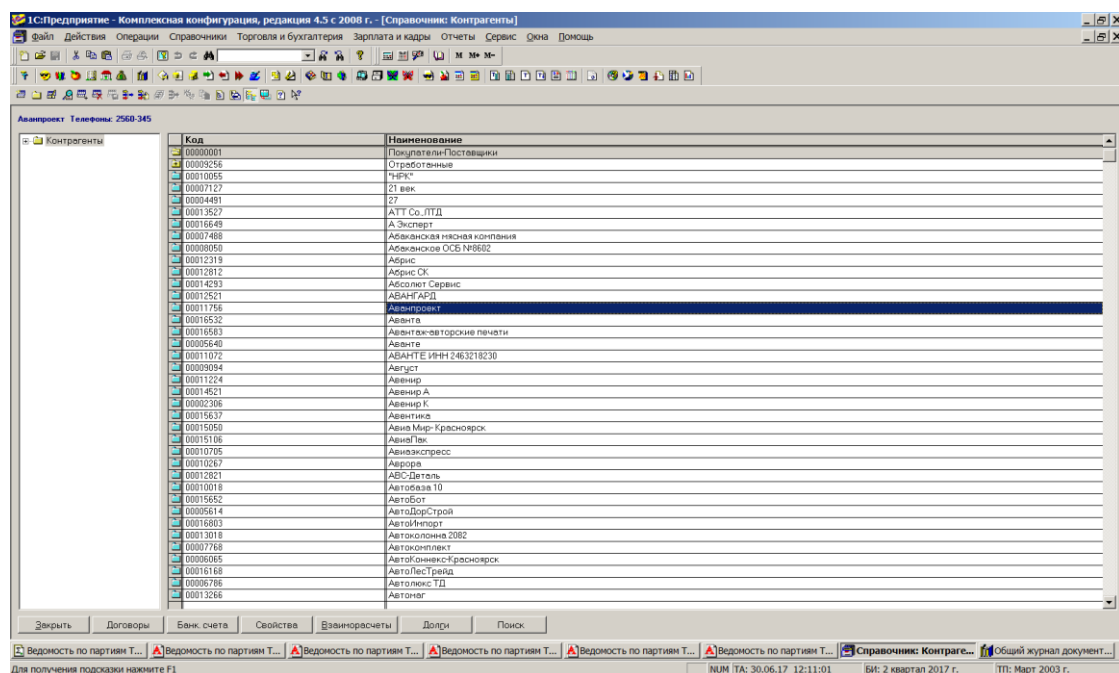 1С:Предприятие - Комплексная конфигурация, редакция 4.5 с 2008 г. - [Справочник: Контрагенты]
Файл Действия Операции Справочники Торговля и бухгалтерия Зарплата и кадры Отчеты Сервис Окна Помощь
M M+ M-
Аванпроект Телефоны: 2560-345
Контрагенты
Код Наименование
00000001 Покупатели-Поставщики
00009256 Отработанные
00010055 "НРК"
00007127 21 век
00004491 27
00013527 АТТ Со_ЛТД
00016649 А Эксперт
00007488 Абаканская мясная компания
00008050 Абаканское ОСБ №8602
00012319 Абрис
00012812 Абрис СК
00014293 Абсолют Сервис
00012521 АВАНГАРД
00011756 Аванпроект
00016532 Аванта
00016583 Авантаж-авторские печати
00005640 Аванте
00011072 АВАНТЕ ИНН 2463218230
00009094 Август
00011224 Авенир
00014521 Авенир А
00002306 Авенир К
00015637 Авентика
00015050 Авиа Мир- Красноярск
00015106 АвиаПак
00010705 Авиаэкспресс
00010267 Аврора
00012821 АВС-Деталь
00010018 Автобаза 10
00015652 АвтоБот
00005614 АвтоДорСтрой
00016803 АвтоИмпорт
00013018 Автоколонна 2082
00007768 Автокомплект
00006065 АвтоКоннекс-Красноярск
00016168 АвтоЛесТрейд
00006786 Автолюкс ТД
00013266 Автомаг
Закрыть Договоры Банк. счета Свойства Взаиморасчеты Долги Поиск
Ведомость по партиям Т... Ведомость по партиям Т... Ведомость по партиям Т... Ведомость по партиям Т... Ведомость по партиям Т... Ведомость по партиям Т... Справочник: Контраге... Общий журнал документ...
Для получения подсказки нажмите F1 NUM TA: 30.06.17 12:11:01 БИ: 2 квартал 2017 г. ТП: Март 2003 г.